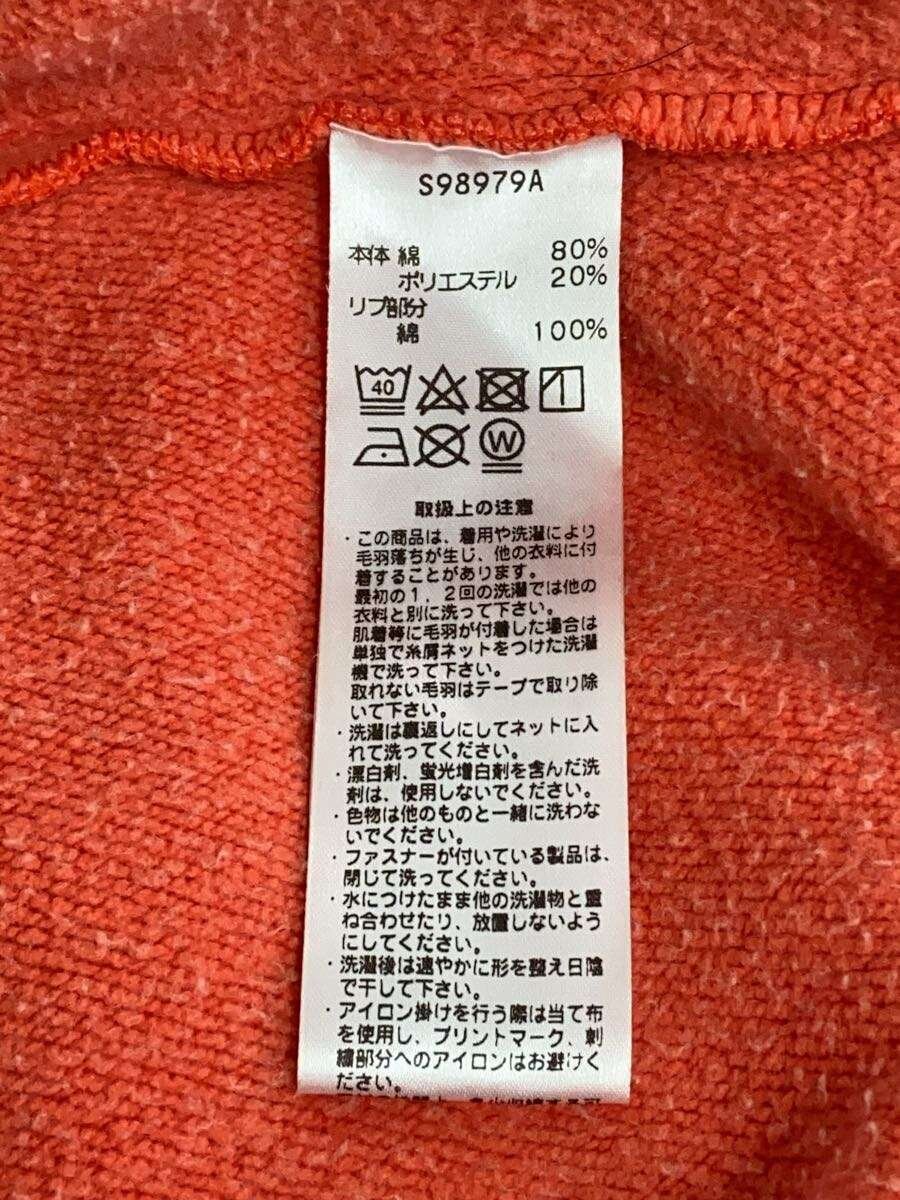 S98979A
本体 綿 80%
ポリエステル 20%
リブ部分
綿 100%
40
W
取扱上の注意
・この商品は、着用や洗濯により
毛羽落ちが生じ、他の衣料に付
着することがあります。
最初の1,2回の洗濯では他の
衣料と別に洗って下さい。
肌着等に毛羽が付着した場合は
単独で糸屑ネットをつけた洗濯
機で洗って下さい。
取れない毛羽はテープで取り除
いて下さい。
・洗濯は裏返しにしてネットに入
れて洗ってください。
・漂白剤、蛍光増白剤を含んだ洗
剤は、使用しないでください。
・色物は他のものと一緒に洗わな
いでください。
・ファスナーが付いている製品は、
閉じて洗ってください。
・水につけたまま他の洗濯物と重
ね合わせたり、放置しないよう
にしてください。
・洗濯後は速やかに形を整え日陰
で干して下さい。
・アイロン掛けを行う際は当て布
を使用し、プリントマーク、刺
繍部分へのアイロンはお避けく
ださい。